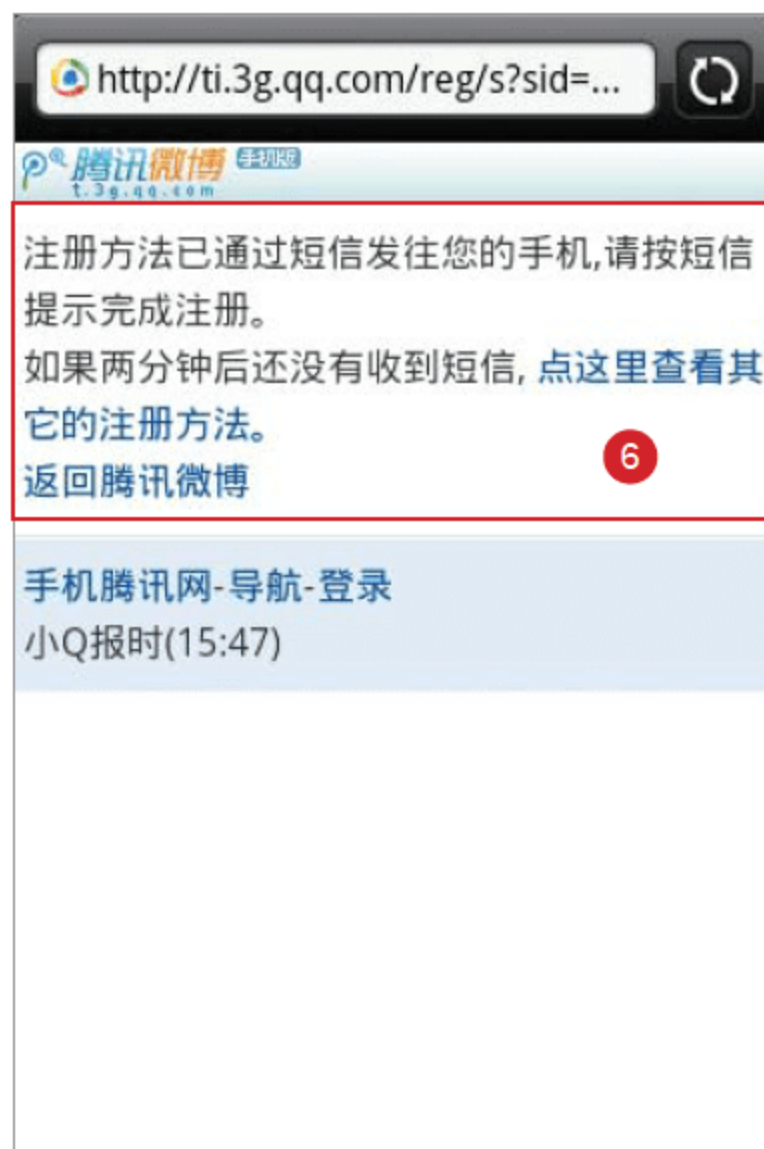 http://ti.3g.qq.com/reg/s?sid=...
腾讯微博 手机版
t.3g.qq.com
注册方法已通过短信发往您的手机,请按短信
提示完成注册。
如果两分钟后还没有收到短信, 点这里查看其
它的注册方法。
6
返回腾讯微博
手机腾讯网-导航-登录
小Q报时(15:47)